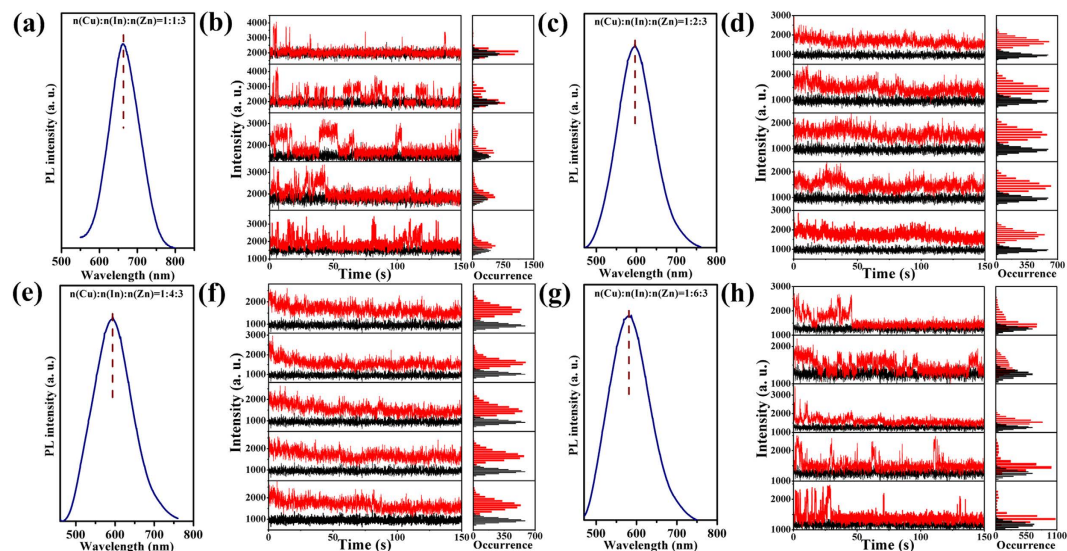 (a)
n(Cu):n(In):n(Zn)=1:1:3
PL intensity (a. u.)
500 600 700 800
Wavelength (nm)
(b)
Intensity (a. u.)
4000
3000
2000
1000
4000
3000
2000
3000
2000
2000
3000
2000
1000
0 50 100 150
Time (s)
0 750 1500
Occurrence
(c)
n(Cu):n(In):n(Zn)=1:2:3
PL intensity (a. u.)
500 600 700 800
Wavelength (nm)
(d)
Intensity (a. u.)
3000
2000
1000
2000
1000
2000
1000
2000
1000
3000
2000
1000
0 50 100 150
Time (s)
0 350 700
Occurrence
(e)
n(Cu):n(In):n(Zn)=1:4:3
PL intensity (a. u.)
500 600 700 800
Wavelength (nm)
(f)
Intensity (a. u.)
2000
1000
3000
2000
1000
2000
1000
2000
1000
2000
1000
0 50 100 150
Time (s)
0 350 700
Occurrence
(g)
n(Cu):n(In):n(Zn)=1:6:3
PL intensity (a. u.)
500 600 700 800
Wavelength (nm)
(h)
Intensity (a. u.)
3000
2000
1000
2000
1000
3000
2000
1000
2000
1000
2000
1000
0 50 100 150
Time (s)
0 550 1100
Occurrence